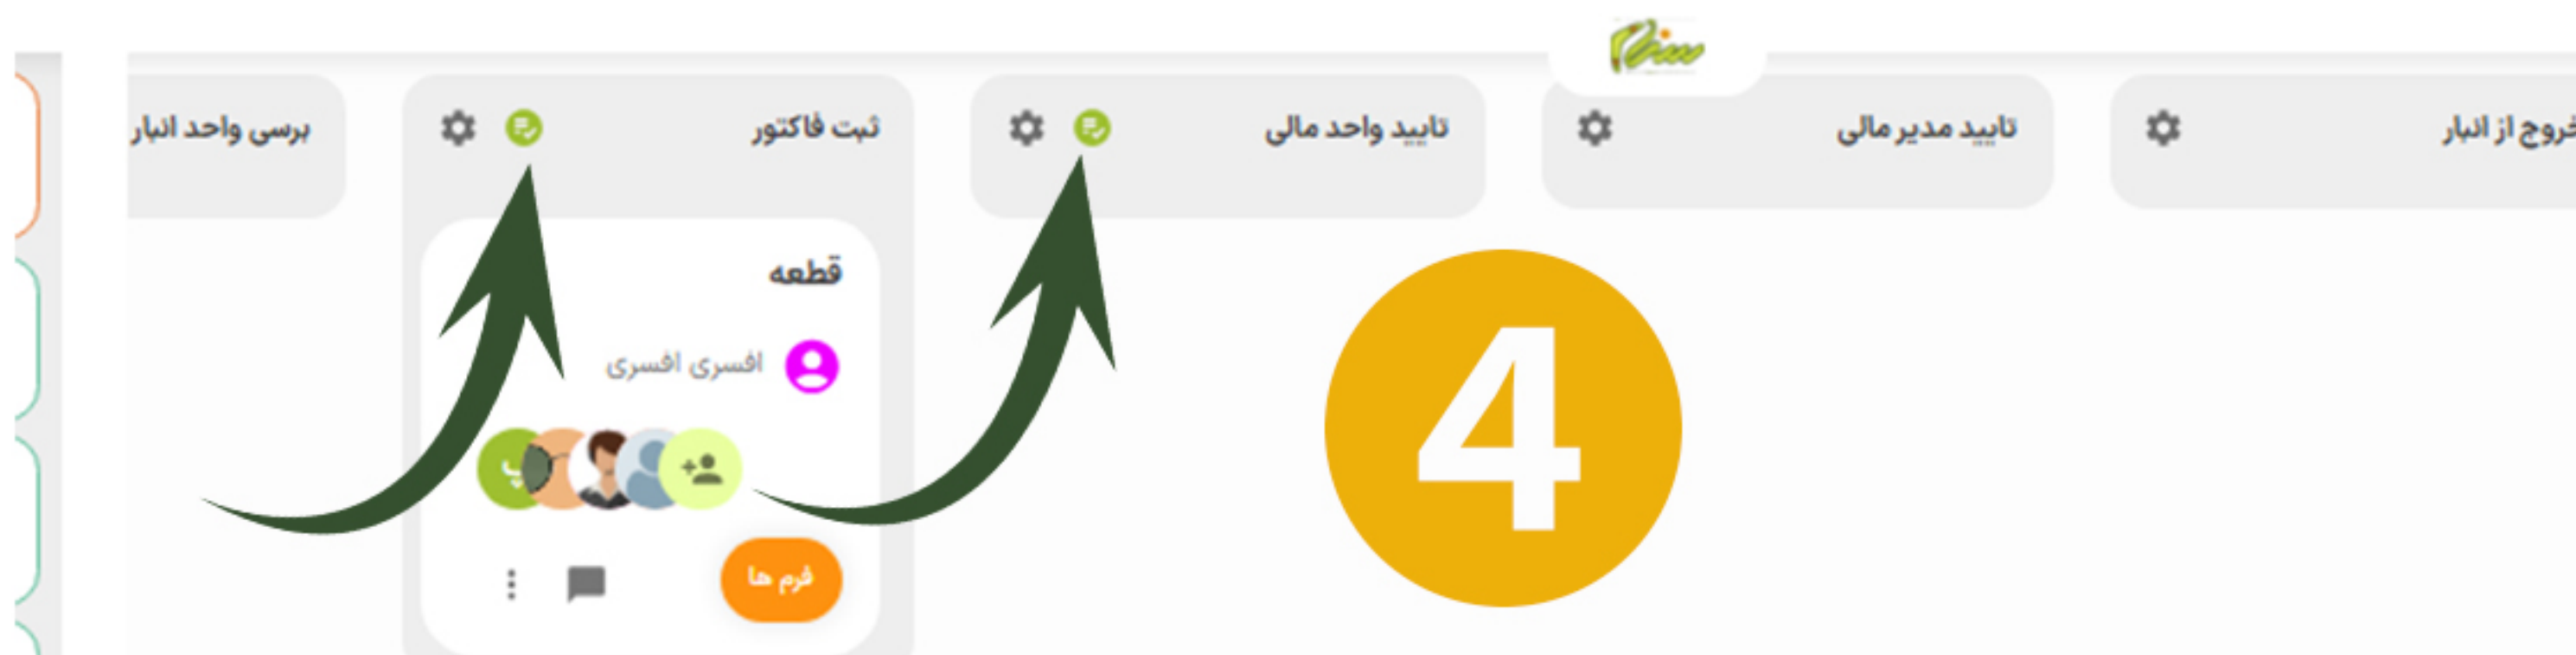 خروج از انبار
تایید مدیر مالی
تایید واحد مالی
ثبت فاکتور
برسی واحد انبار
قطعه
افسری افسری
پ
فرم ها
4